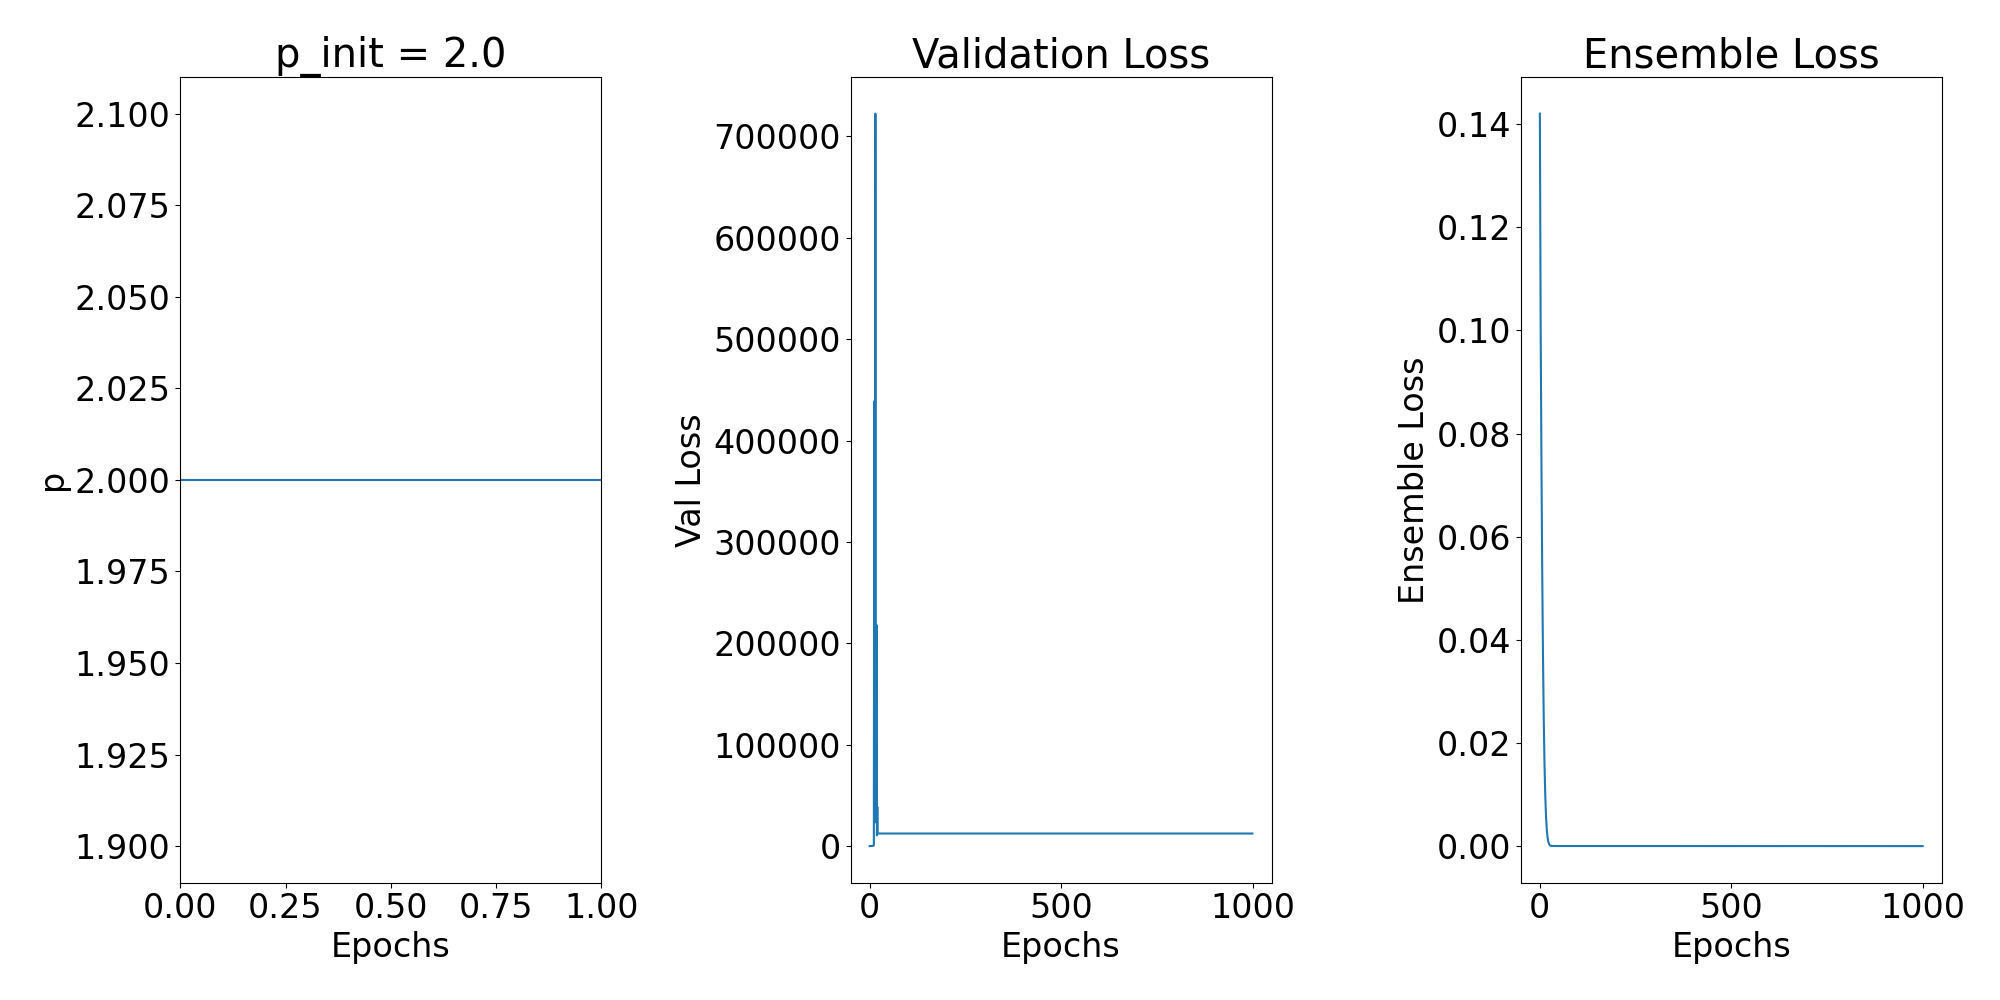 p_init = 2.0
2.100
2.075
2.050
2.025
2.000
1.975
1.950
1.925
1.900
p
0.00 0.25 0.50 0.75 1.00
Epochs
Validation Loss
700000
600000
500000
400000
300000
200000
100000
0
Val Loss
0 500 1000
Epochs
Ensemble Loss
0.14
0.12
0.10
0.08
0.06
0.04
0.02
0.00
Ensemble Loss
0 500 1000
Epochs